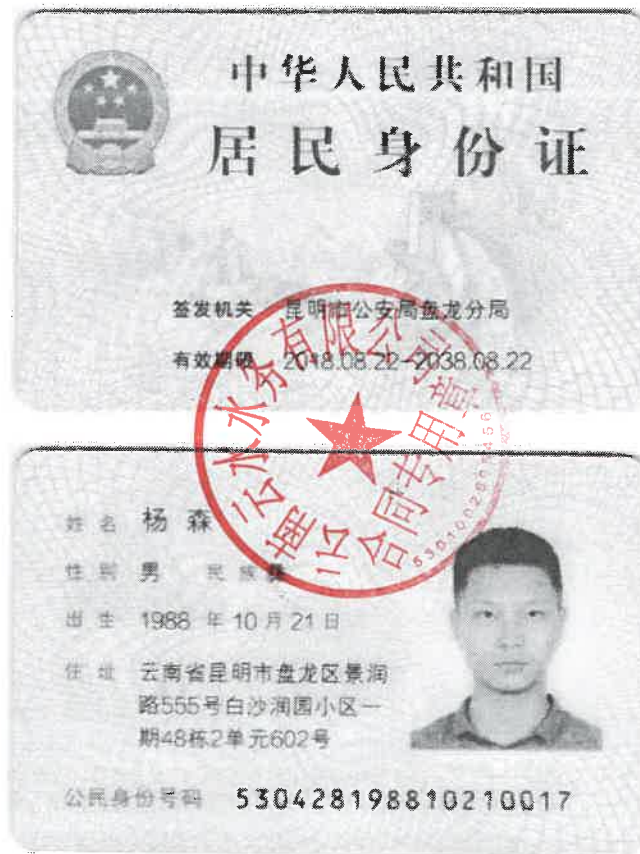 中华人民共和国
居民身份证
签发机关 昆明市公安局盘龙分局
有效期限 2018.08.22-2038.08.22
云南云水水务有限公司
合同专用章
姓名 杨森
性别 男 民族
出生 1988 年 10 月 21 日
住址 云南省昆明市盘龙区景润
路555号白沙润园小区一
期48栋2单元602号
公民身份号码 530428198810210017